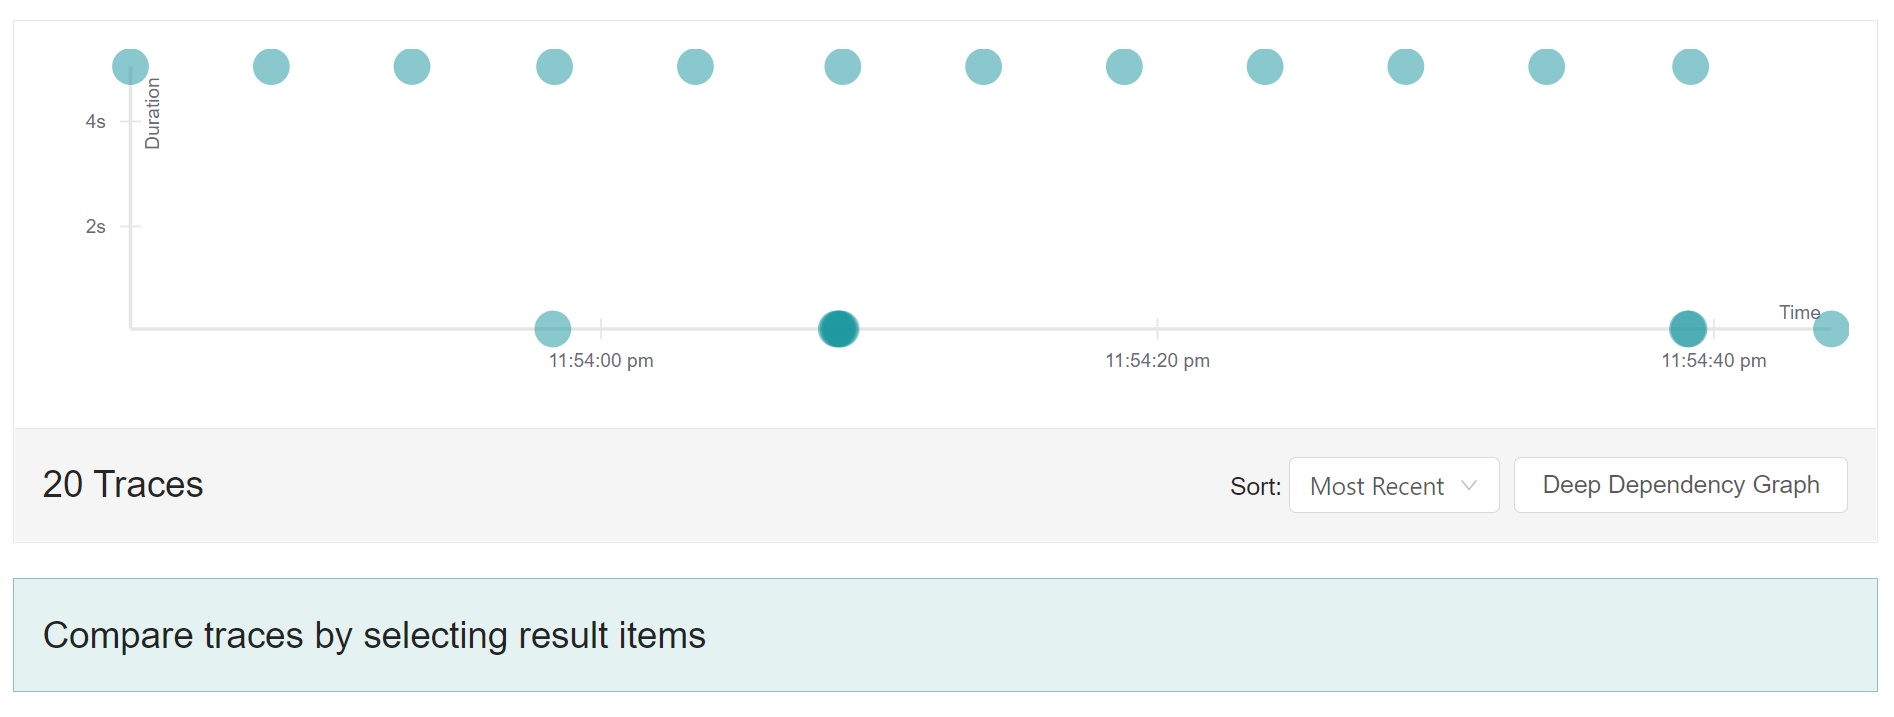 Duration
4s
2s
Time
11:54:00 pm 11:54:20 pm 11:54:40 pm
20 Traces
Sort: Most Recent Deep Dependency Graph
Compare traces by selecting result items